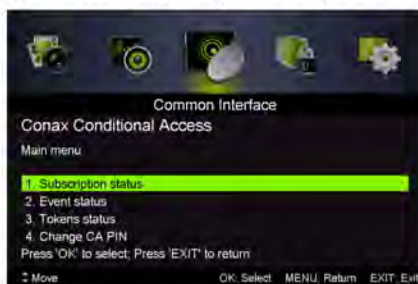 Common Interface
Conax Conditional Access
Main menu
1. Subscription status
2. Event status
3. Tokens status
4. Change CA PIN
Press 'OK' to select; Press 'EXIT' to return
Move OK: Select MENU: Return EXIT: Exit